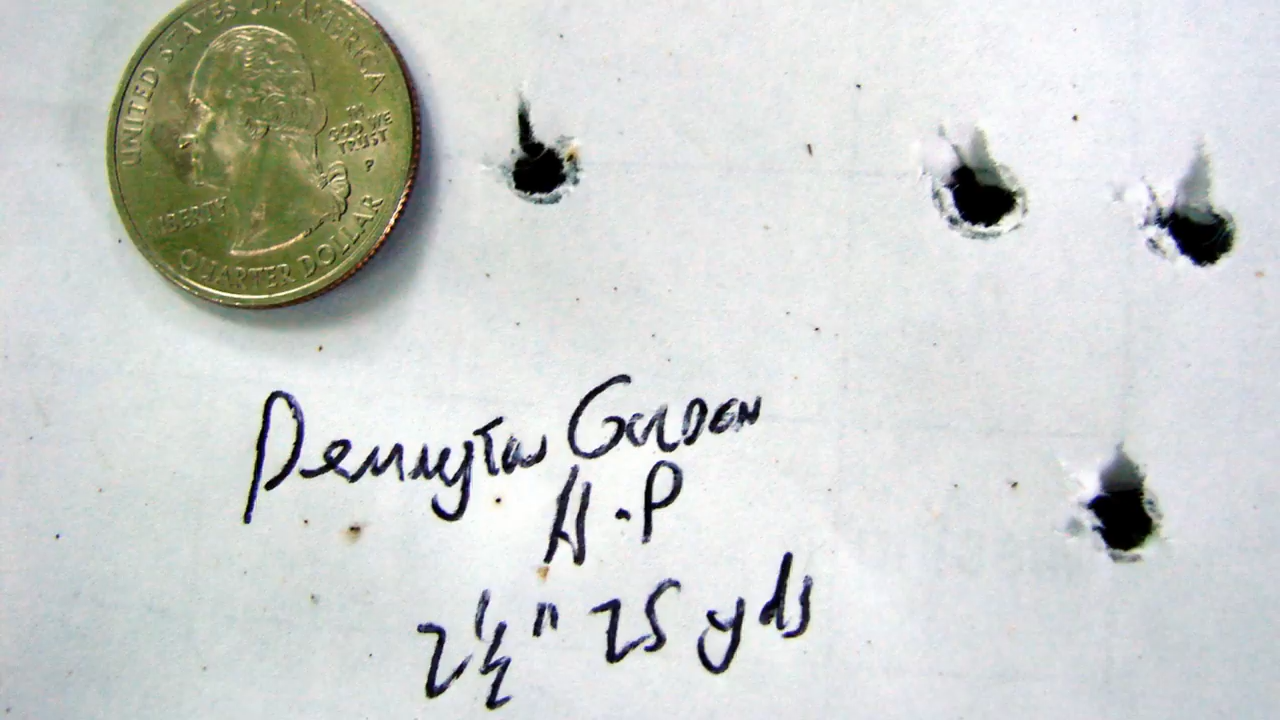 UNITED STATES OF AMERICA
IN
GOD WE
TRUST
P
LIBERTY
QUARTER DOLLAR
Remington Golden
H.P
2½" 25 yds